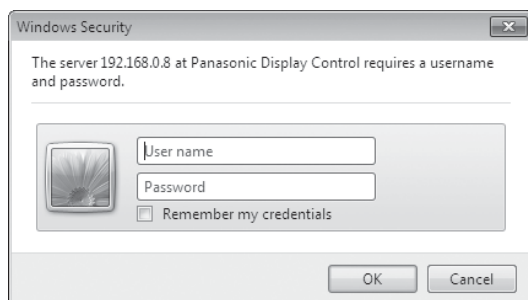 Windows Security
The server 192.168.0.8 at Panasonic Display Control requires a username
and password.
User name
Password
Remember my credentials
OK
Cancel